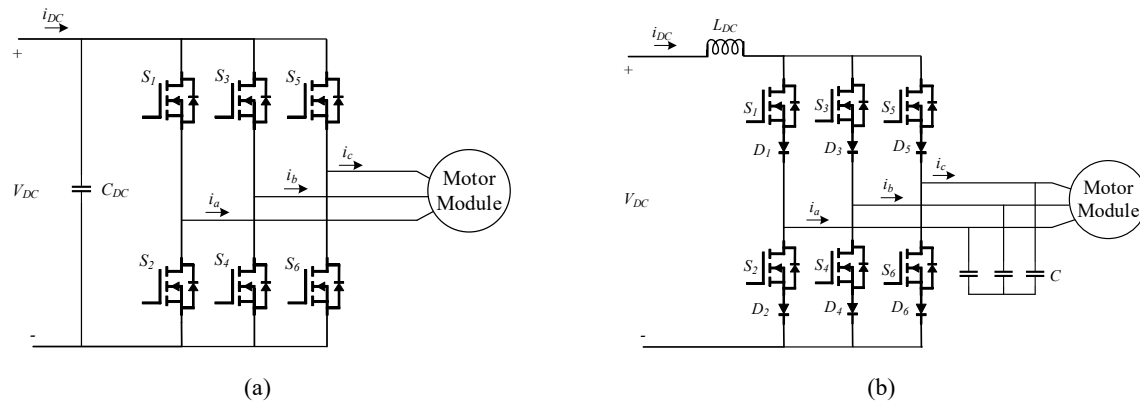 i_DC
+
S_1
S_3
S_5
V_DC
C_DC
i_c
i_b
i_a
Motor
Module
S_2
S_4
S_6
-
(a)
i_DC
L_DC
+
S_1
S_3
S_5
D_1
D_3
D_5
V_DC
i_c
i_b
i_a
Motor
Module
S_2
S_4
S_6
C
D_2
D_4
D_6
-
(b)